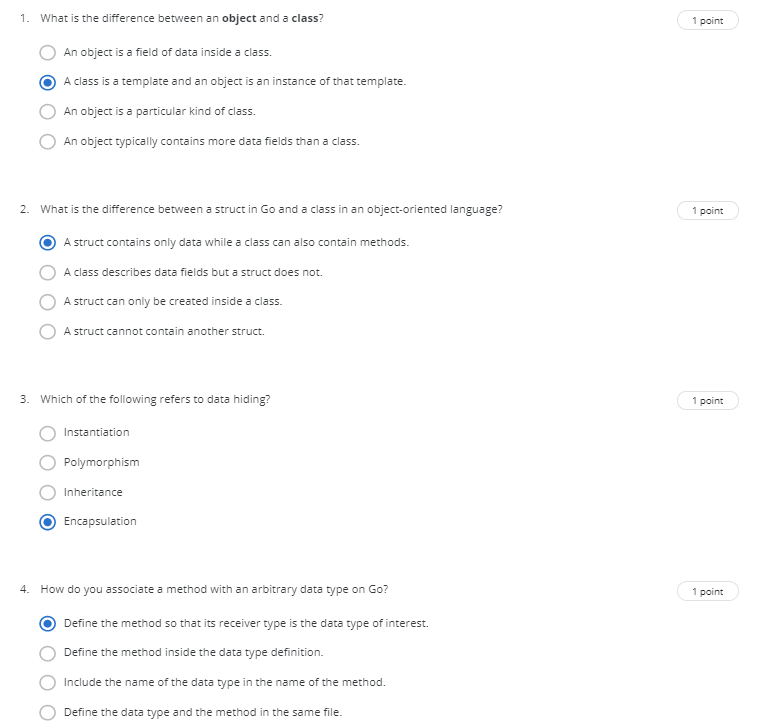 1. What is the difference between an object and a class?
1 point
An object is a field of data inside a class.
A class is a template and an object is an instance of that template.
An object is a particular kind of class.
An object typically contains more data fields than a class.
2. What is the difference between a struct in Go and a class in an object-oriented language?
1 point
A struct contains only data while a class can also contain methods.
A class describes data fields but a struct does not.
A struct can only be created inside a class.
A struct cannot contain another struct.
3. Which of the following refers to data hiding?
1 point
Instantiation
Polymorphism
Inheritance
Encapsulation
4. How do you associate a method with an arbitrary data type on Go?
1 point
Define the method so that its receiver type is the data type of interest.
Define the method inside the data type definition.
Include the name of the data type in the name of the method.
Define the data type and the method in the same file.